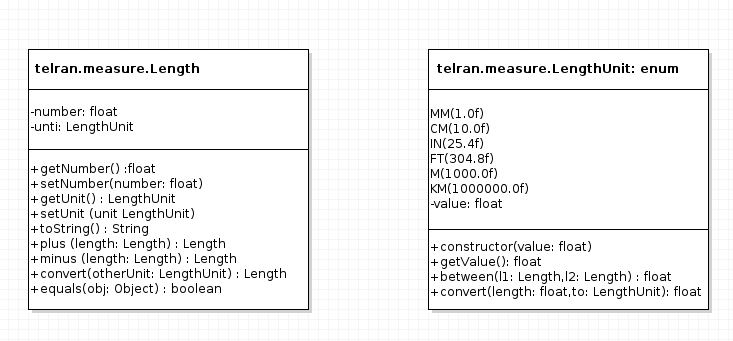 telran.measure.Length
-number: float
-unti: LengthUnit
+getNumber() :float
+setNumber(number: float)
+getUnit() : LengthUnit
+setUnit (unit LengthUnit)
+toString() : String
+plus (length: Length) : Length
+minus (length: Length) : Length
+convert(otherUnit: LengthUnit) : Length
+equals(obj: Object) : boolean
telran.measure.LengthUnit: enum
MM(1.0f)
CM(10.0f)
IN(25.4f)
FT(304.8f)
M(1000.0f)
KM(1000000.0f)
-value: float
+constructor(value: float)
+getValue(): float
+between(l1: Length,l2: Length) : float
+convert(length: float,to: LengthUnit): float